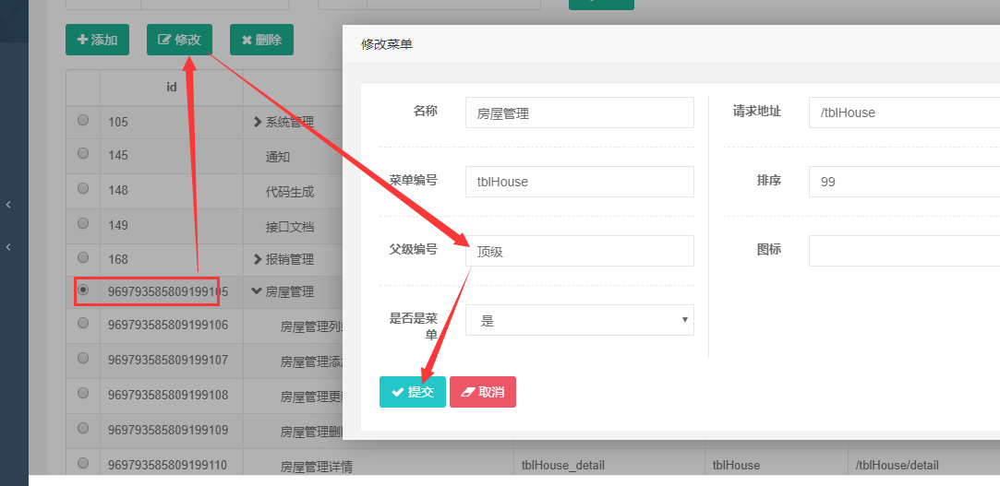 添加
修改
删除
id
105
系统管理
145
通知
148
代码生成
149
接口文档
168
报销管理
969793585809199105
房屋管理
969793585809199106
房屋管理列
969793585809199107
房屋管理添
969793585809199108
房屋管理更
969793585809199109
房屋管理删
969793585809199110
房屋管理详情
tblHouse_detail
tblHouse
/tblHouse/detail
修改菜单
名称
房屋管理
请求地址
/tblHouse
菜单编号
tblHouse
排序
99
父级编号
顶级
图标
是否是菜
单
是
提交
取消